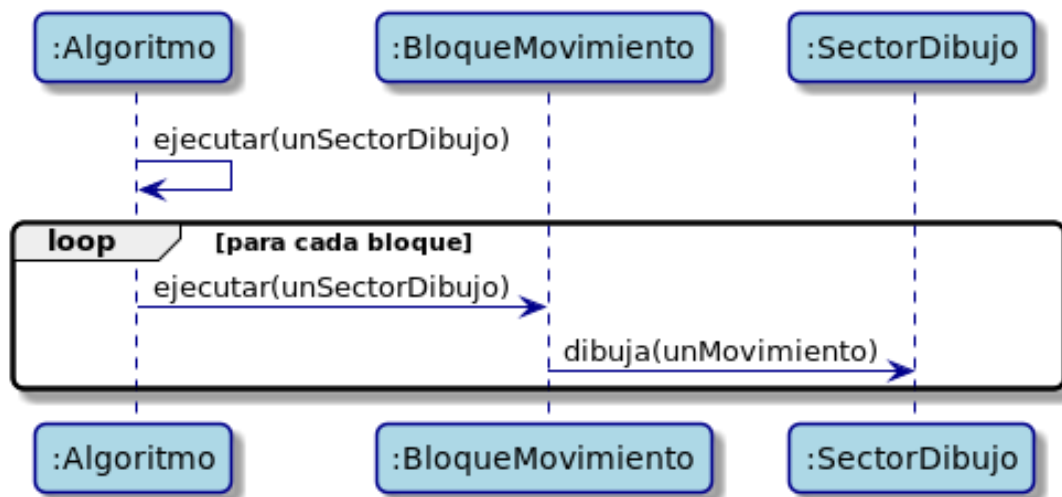 :Algoritmo
:BloqueMovimiento
:SectorDibujo
ejecutar(unSectorDibujo)
loop
[para cada bloque]
ejecutar(unSectorDibujo)
dibuja(unMovimiento)
:Algoritmo
:BloqueMovimiento
:SectorDibujo